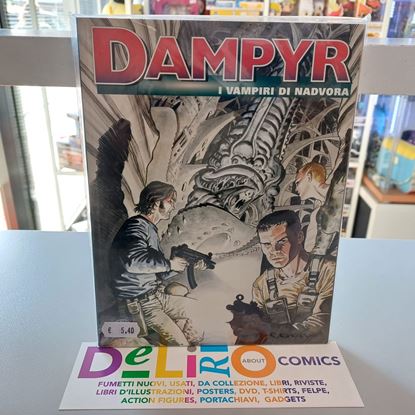 DAMPYR
I VAMPIRI DI NADVORA
€ 5,40
DeLiRO ABOUT COMICS
FUMETTI NUOVI, USATI, DA COLLEZIONE, LIBRI, RIVISTE,
LIBRI D'ILLUSTRAZIONI, POSTERS, DVD, T-SHIRTS, FELPE,
ACTION FIGURES, PORTACHIAVI, GADGETS